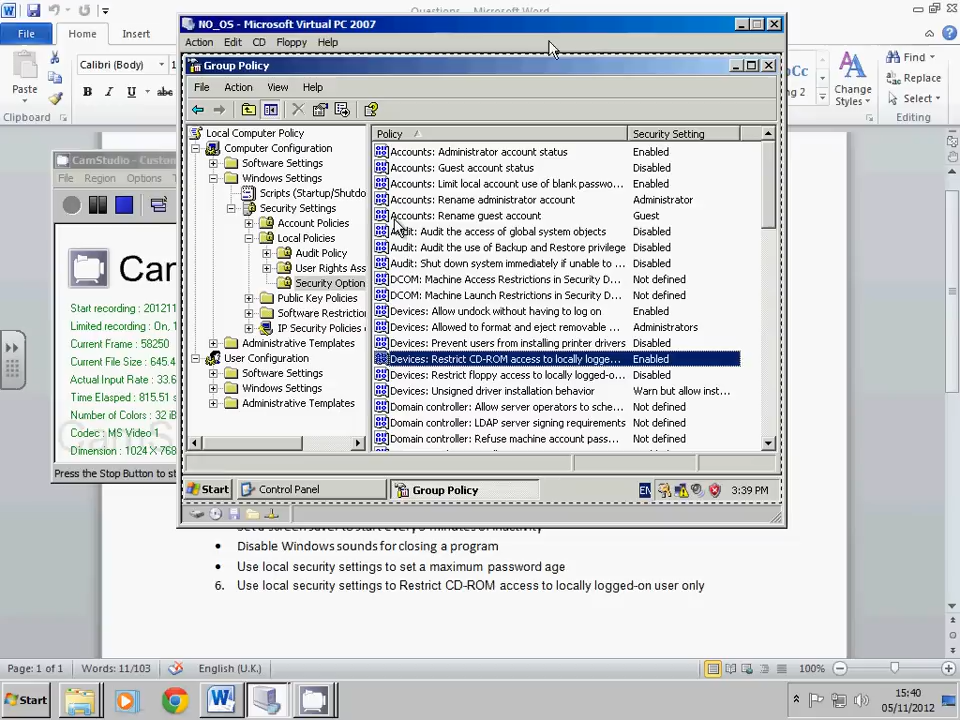 Questions - Microsoft Word
File
Home
Insert
Paste
Clipboard
Calibri (Body)
B I U abc
Find
Replace
Select
Editing
Change
Styles
NO_OS - Microsoft Virtual PC 2007
Action Edit CD Floppy Help
Group Policy
File Action View Help
Local Computer Policy
Computer Configuration
Software Settings
Windows Settings
Scripts (Startup/Shutdo
Security Settings
Account Policies
Local Policies
Audit Policy
User Rights Ass
Security Option
Public Key Policies
Software Restrictio
IP Security Policies
Administrative Templates
User Configuration
Software Settings
Windows Settings
Administrative Templates
Policy Security Setting
Accounts: Administrator account status Enabled
Accounts: Guest account status Disabled
Accounts: Limit local account use of blank passwo... Enabled
Accounts: Rename administrator account Administrator
Accounts: Rename guest account Guest
Audit: Audit the access of global system objects Disabled
Audit: Audit the use of Backup and Restore privilege Disabled
Audit: Shut down system immediately if unable to ... Disabled
DCOM: Machine Access Restrictions in Security D... Not defined
DCOM: Machine Launch Restrictions in Security D... Not defined
Devices: Allow undock without having to log on Enabled
Devices: Allowed to format and eject removable ... Administrators
Devices: Prevent users from installing printer drivers Disabled
Devices: Restrict CD-ROM access to locally logge... Enabled
Devices: Restrict floppy access to locally logged-o... Disabled
Devices: Unsigned driver installation behavior Warn but allow inst...
Domain controller: Allow server operators to sche... Not defined
Domain controller: LDAP server signing requirements Not defined
Domain controller: Refuse machine account pass... Not defined
Start Control Panel Group Policy EN 3:39 PM
CamStudio - Custom
File Region Options
Cam
Start recording : 201211
Limited recording : On, 1
Current Frame : 58250
Current File Size : 645.4
Actual Input Rate : 33.6
Time Elasped : 815.51 s
Number of Colors : 32 iB
Codec : MS Video 1
Dimension : 1024 X 768
Press the Stop Button to st
• Disable Windows sounds for closing a program
• Use local security settings to set a maximum password age
6. Use local security settings to Restrict CD-ROM access to locally logged-on user only
Page: 1 of 1 Words: 11/103 English (U.K.) 100%
Start
15:40
05/11/2012